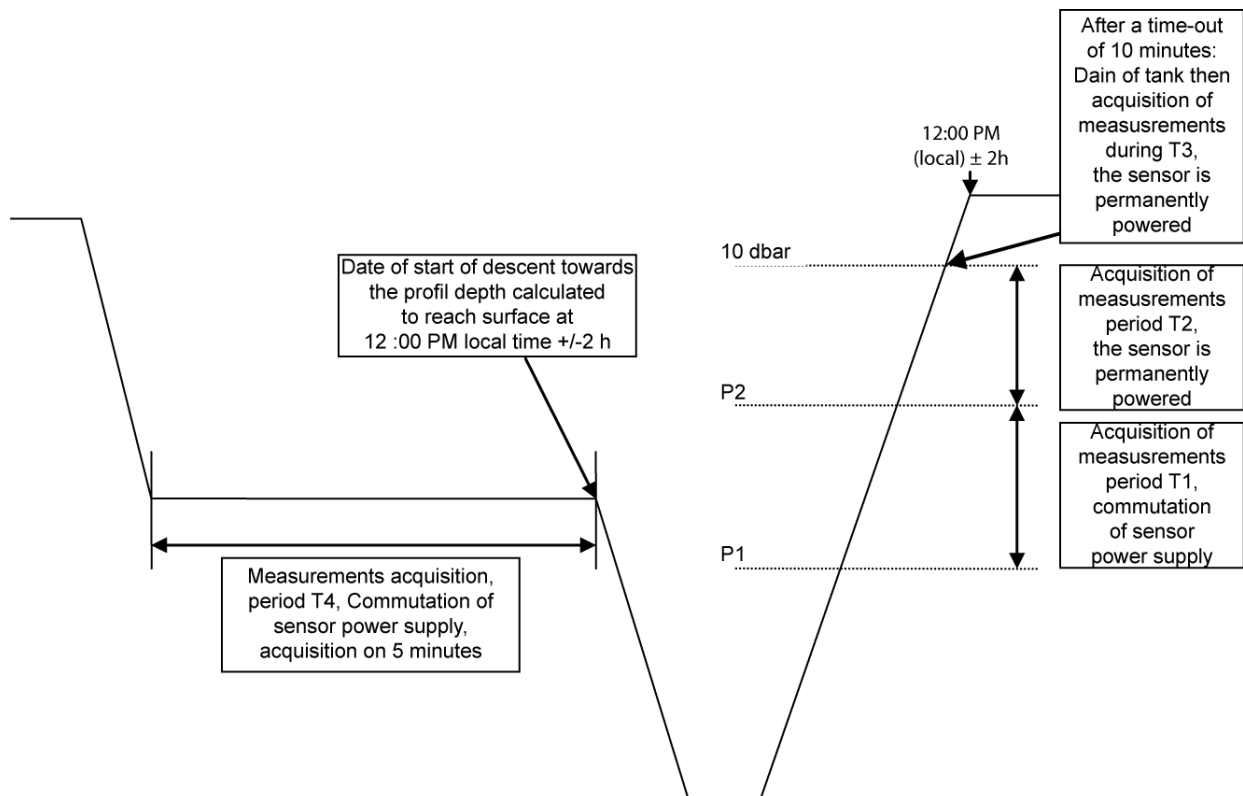 After a time-out
of 10 minutes:
Dain of tank then
acquisition of
measusrements
during T3,
the sensor is
permanently
powered
12:00 PM
(local) ± 2h
10 dbar
Date of start of descent towards
the profil depth calculated
to reach surface at
12 :00 PM local time +/-2 h
Acquisition of
measusrements
period T2,
the sensor is
permanently
powered
P2
Acquisition of
measusrements
period T1,
commutation
of sensor
power supply
P1
Measurements acquisition,
period T4, Commutation of
sensor power supply,
acquisition on 5 minutes